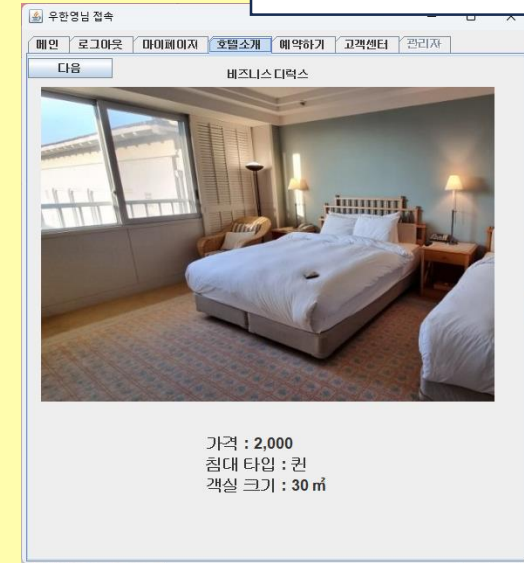 우한영님 접속
메인 로그아웃 마이페이지 호텔소개 예약하기 고객센터 관리자
다음
비즈니스 디럭스
가격 : 2,000
침대 타입 : 퀸
객실 크기 : 30 ㎡